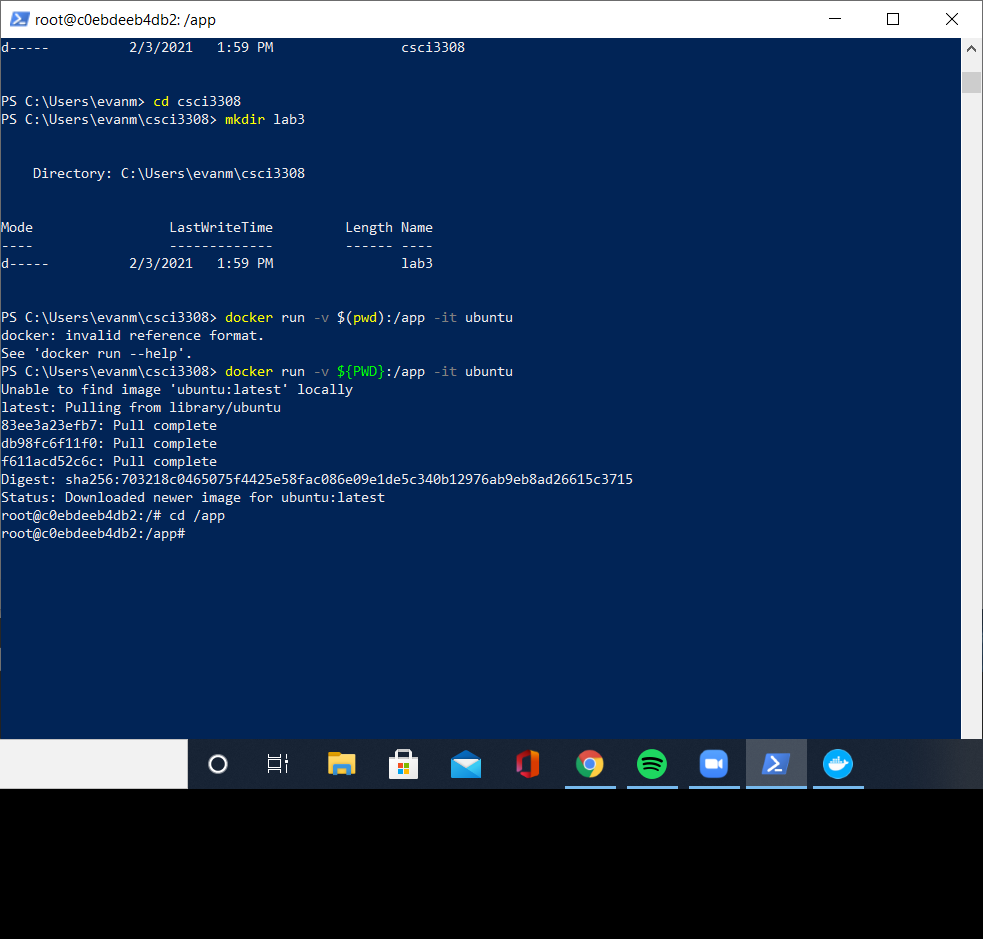 root@c0ebdeeb4db2: /app
d----- 2/3/2021 1:59 PM csci3308
PS C:\Users\evanm> cd csci3308
PS C:\Users\evanm\csci3308> mkdir lab3
Directory: C:\Users\evanm\csci3308
Mode LastWriteTime Length Name
---- ------------- ------ ----
d----- 2/3/2021 1:59 PM lab3
PS C:\Users\evanm\csci3308> docker run -v $(pwd):/app -it ubuntu
docker: invalid reference format.
See 'docker run --help'.
PS C:\Users\evanm\csci3308> docker run -v ${PWD}:/app -it ubuntu
Unable to find image 'ubuntu:latest' locally
latest: Pulling from library/ubuntu
83ee3a23efb7: Pull complete
db98fc6f11f0: Pull complete
f611acd52c6c: Pull complete
Digest: sha256:703218c0465075f4425e58fac086e09e1de5c340b12976ab9eb8ad26615c3715
Status: Downloaded newer image for ubuntu:latest
root@c0ebdeeb4db2:/# cd /app
root@c0ebdeeb4db2:/app#